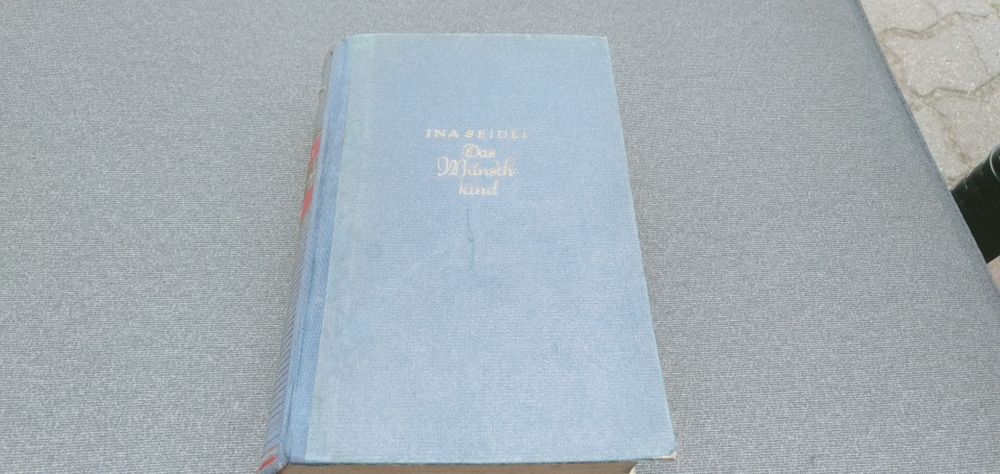 INA SEIDEL
Das
Wunsch-
kind